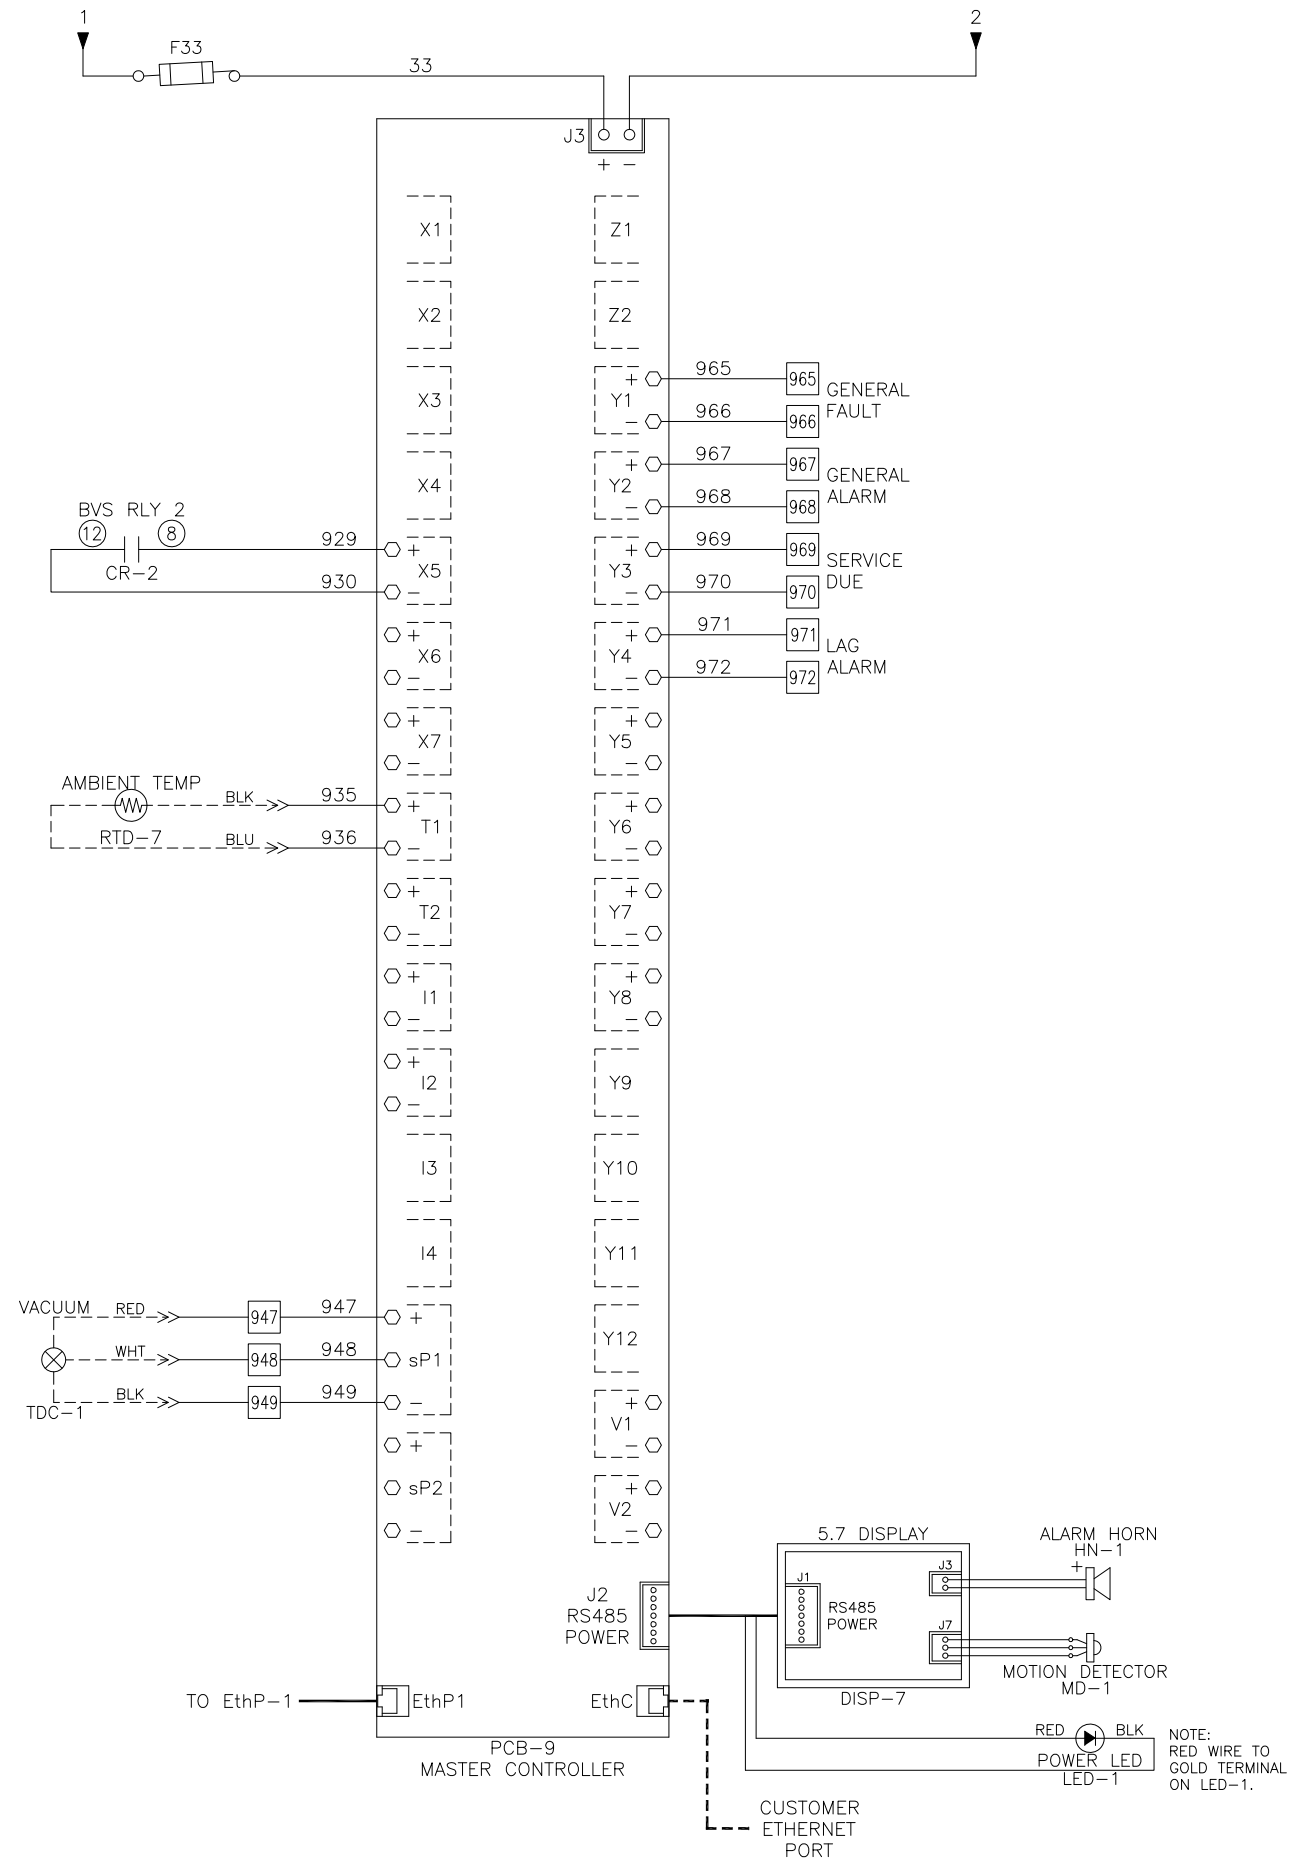 1
2
F33
33
J3
+ −
X1
Z1
X2
Z2
X3
+ Y1 −
965
965
966
966
GENERAL
FAULT
X4
+ Y2 −
967
967
968
968
GENERAL
ALARM
BVS RLY 2
12
8
CR-2
929
930
+ X5 −
+ Y3 −
969
969
970
970
SERVICE
DUE
+ X6 −
+ Y4 −
971
971
972
972
LAG
ALARM
+ X7 −
+ Y5 −
AMBIENT TEMP
BLK
935
RTD-7
BLU
936
+ T1 −
+ Y6 −
+ T2 −
+ Y7 −
+ I1 −
+ Y8 −
+ I2 −
Y9
I3
Y10
I4
Y11
VACUUM
RED
947
947
WHT
948
948
BLK
949
949
TDC-1
+ sP1 −
Y12
+ V1 −
+ sP2 −
+ V2 −
5.7 DISPLAY
ALARM HORN
HN-1
+
J3
J1
RS485
POWER
J7
J2
RS485
POWER
MOTION DETECTOR
MD-1
DISP-7
TO EthP-1
EthP1
EthC
PCB-9
MASTER CONTROLLER
RED
BLK
POWER LED
LED-1
NOTE:
RED WIRE TO
GOLD TERMINAL
ON LED-1.
CUSTOMER
ETHERNET
PORT